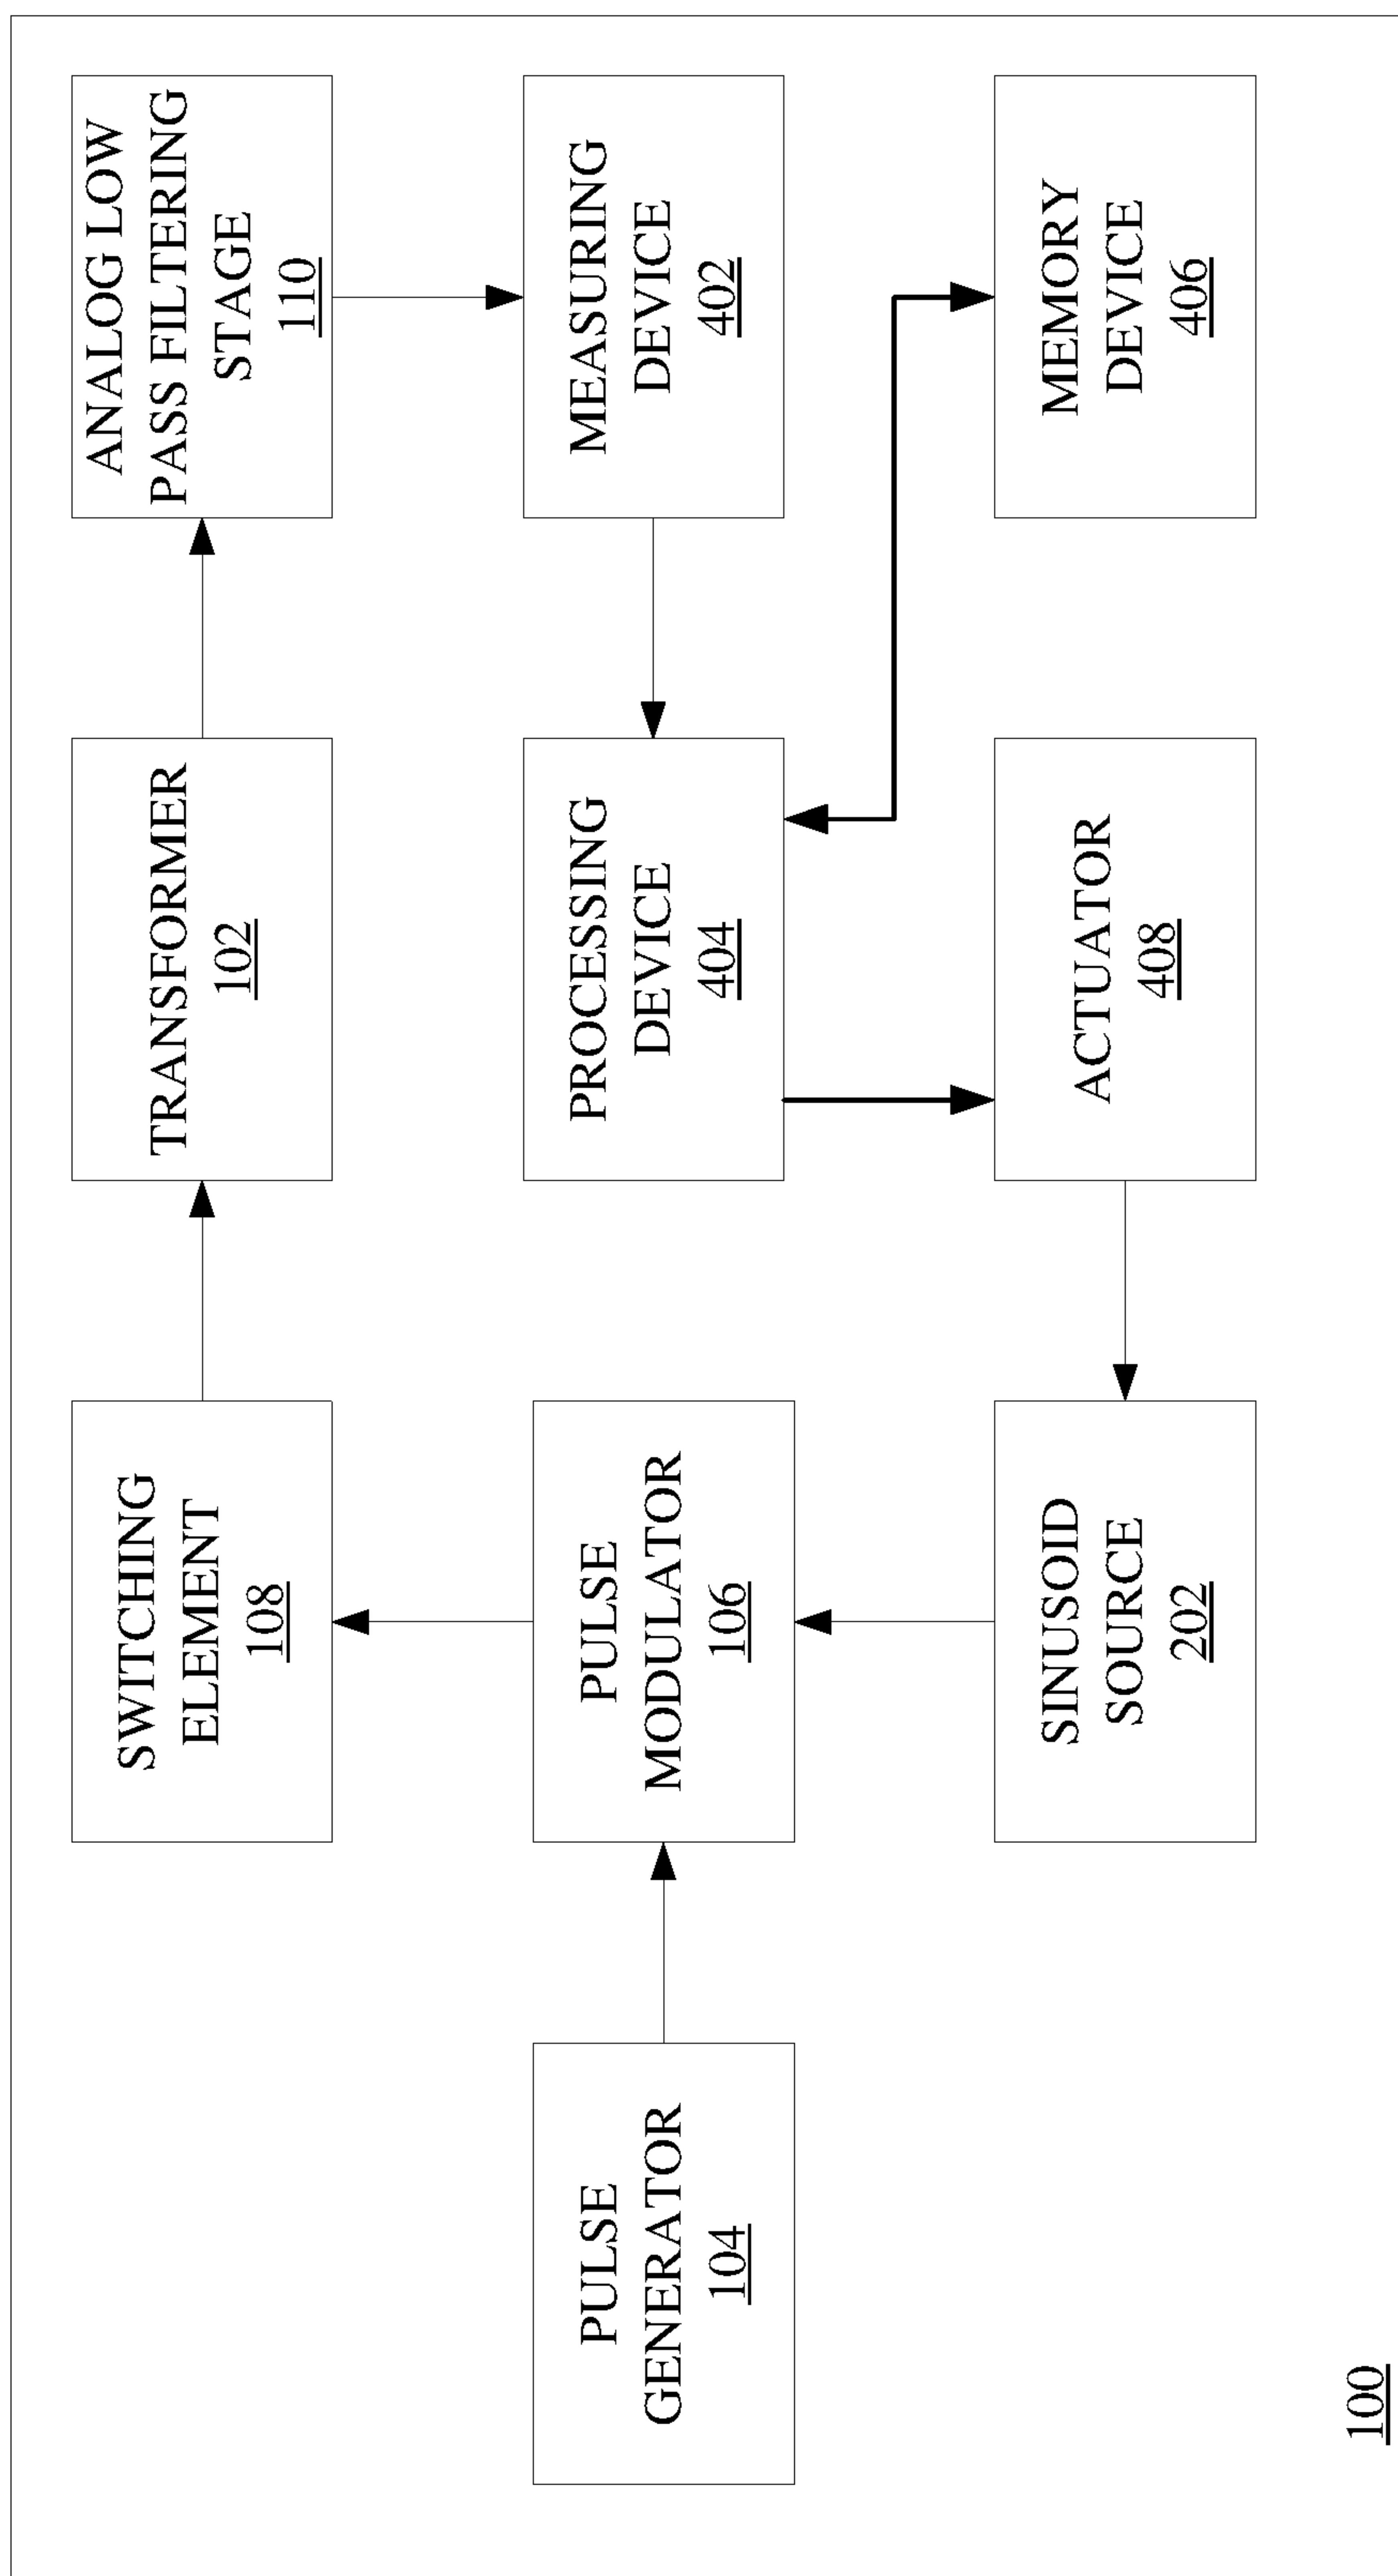 SWITCHING
ELEMENT
108
TRANSFORMER
102
ANALOG LOW
PASS FILTERING
STAGE
110
PULSE
GENERATOR
104
PULSE
MODULATOR
106
PROCESSING
DEVICE
404
MEASURING
DEVICE
402
SINUSOID
SOURCE
202
ACTUATOR
408
MEMORY
DEVICE
406
100